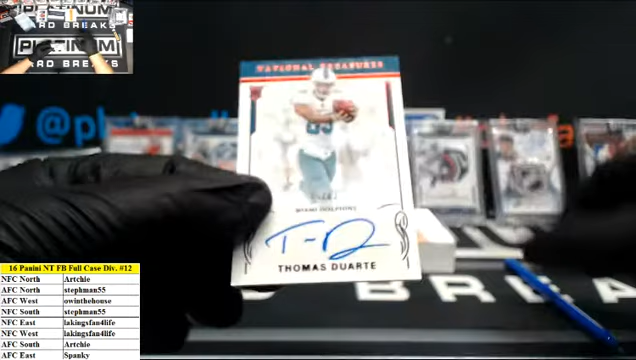 PLATINUM
CARD BREAKS
PLATINUM
CARD BREAKS
NATIONAL TREASURES
MIAMI DOLPHINS
THOMAS DUARTE
16 Panini NT FB Full Case Div. #12
NFC North Artchie
AFC North stephman55
AFC West owinthehouse
NFC South stephman55
NFC East lakingsfan4life
NFC West lakingsfan4life
AFC South Artchie
AFC East Spanky